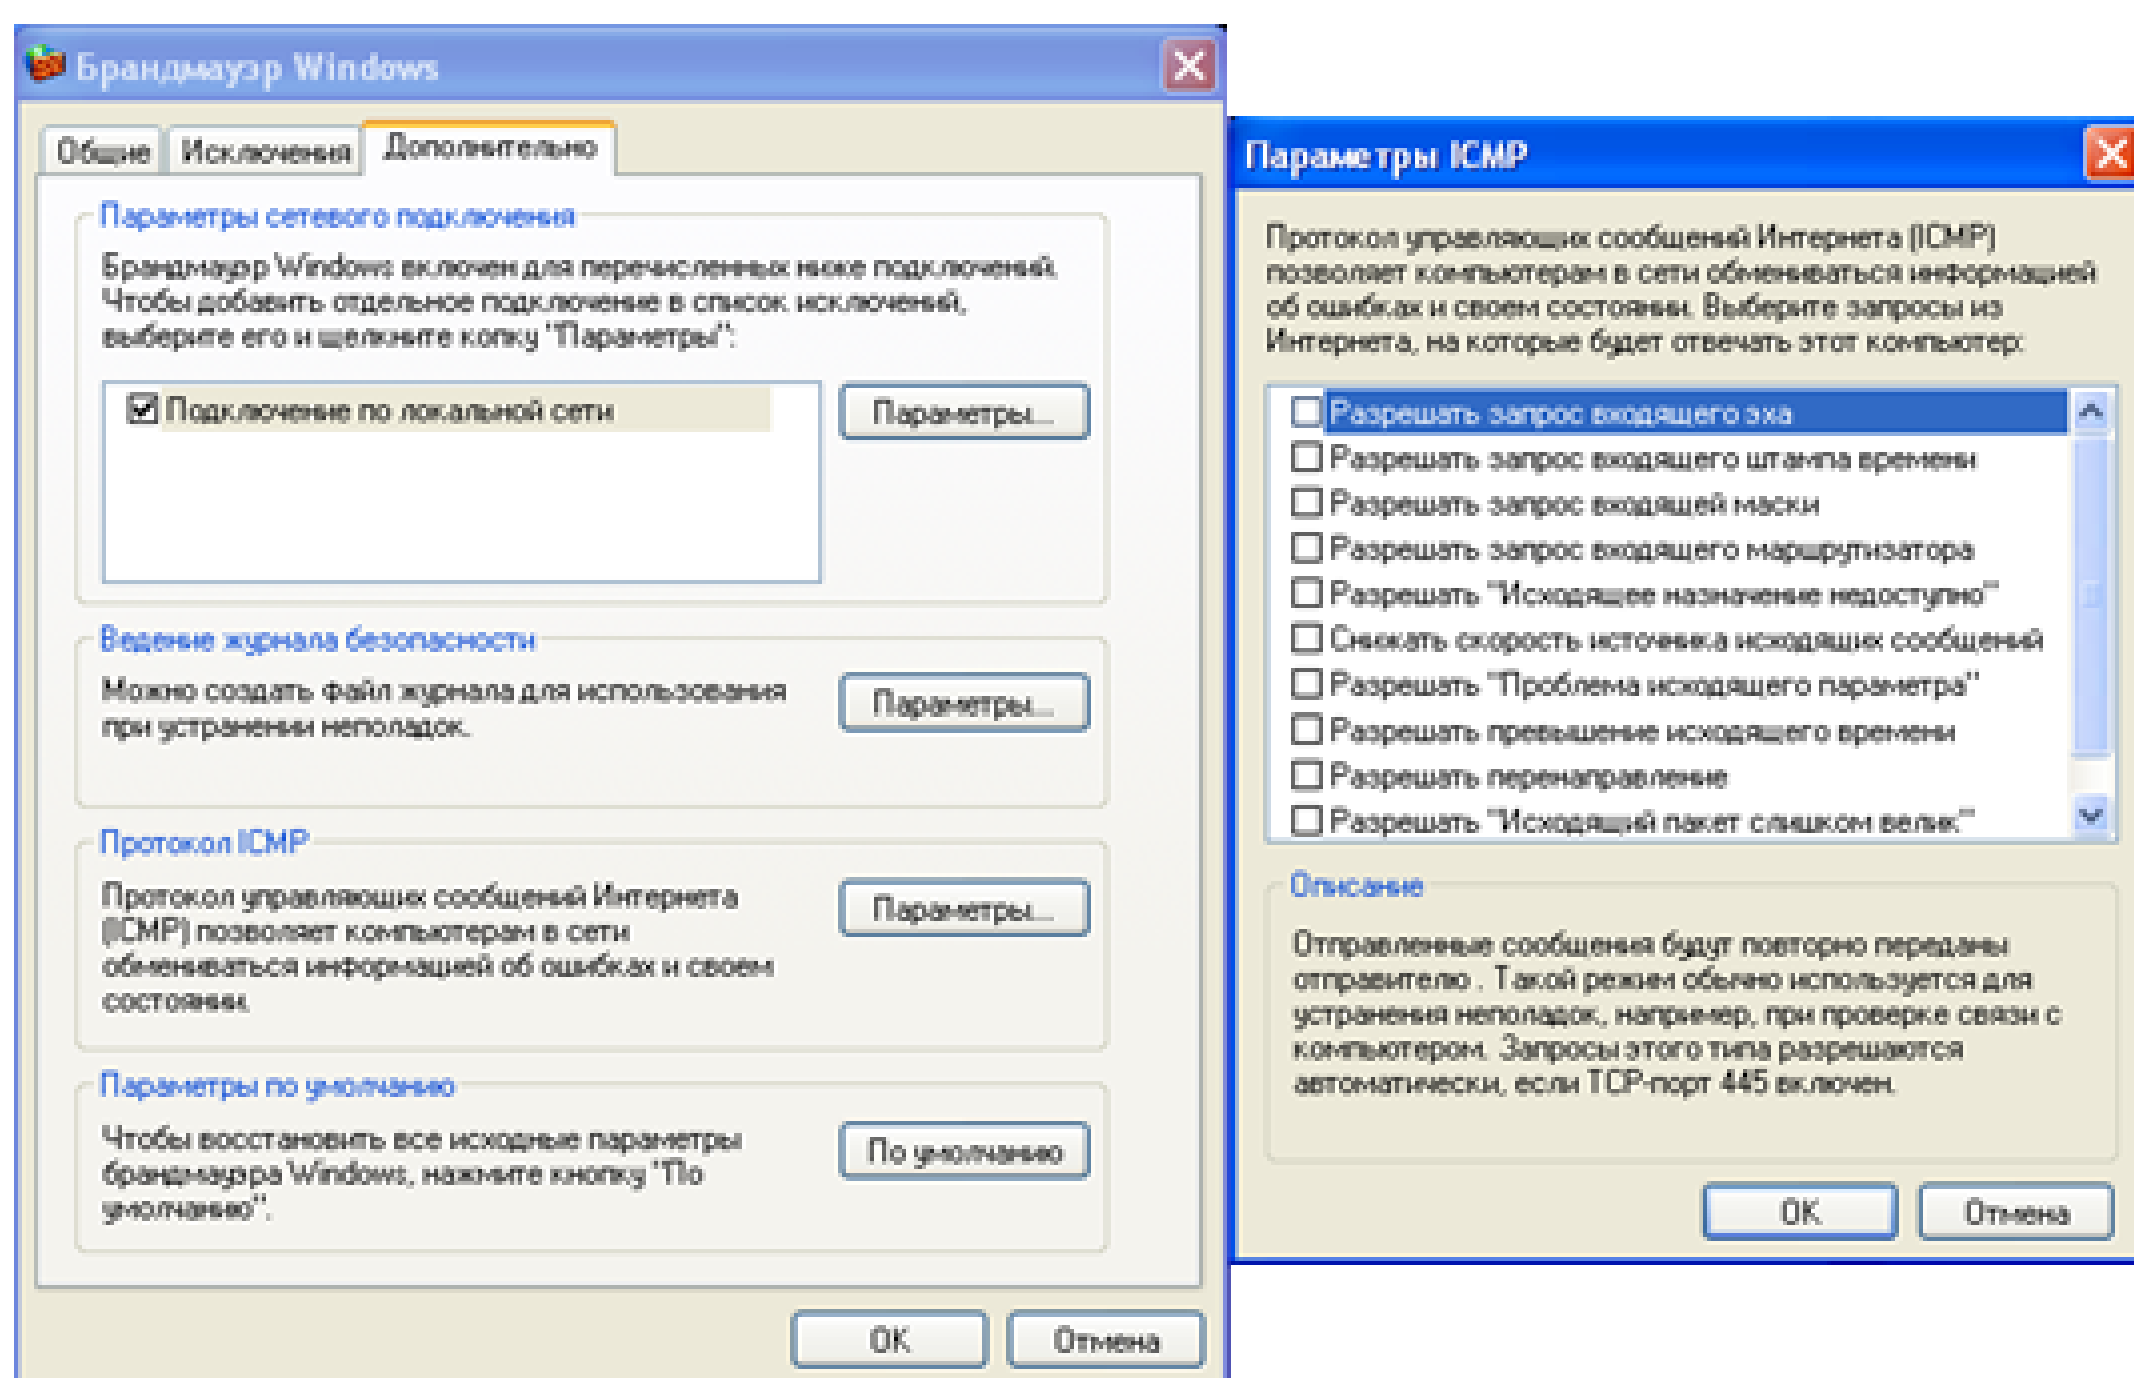 Брандмауэр Windows
Общие
Исключения
Дополнительно
Параметры сетевого подключения
Брандмауэр Windows включен для перечисленных ниже подключений.
Чтобы добавить отдельное подключение в список исключений,
выберите его и щелкните копку "Параметры":
Подключение по локальной сети
Параметры...
Ведение журнала безопасности
Можно создать файл журнала для использования
при устранении неполадок.
Параметры...
Протокол ICMP
Протокол управляющих сообщений Интернета
(ICMP) позволяет компьютерам в сети
обмениваться информацией об ошибках и своем
состоянии.
Параметры...
Параметры по умолчанию
Чтобы восстановить все исходные параметры
брандмауэра Windows, нажмите кнопку "По
умолчанию".
По умолчанию
ОК
Отмена
Параметры ICMP
Протокол управляющих сообщений Интернета (ICMP)
позволяет компьютерам в сети обмениваться информацией
об ошибках и своем состоянии. Выберите запросы из
Интернета, на которые будет отвечать этот компьютер:
Разрешать запрос входящего эха
Разрешать запрос входящего штампа времени
Разрешать запрос входящей маски
Разрешать запрос входящего маршрутизатора
Разрешать "Исходящее назначение недоступно"
Снижать скорость источника исходящих сообщений
Разрешать "Проблема исходящего параметра"
Разрешать превышение исходящего времени
Разрешать перенаправление
Разрешать "Исходящий пакет слишком велик"
Описание
Отправленные сообщения будут повторно переданы
отправителю . Такой режим обычно используется для
устранения неполадок, например, при проверке связи с
компьютером. Запросы этого типа разрешаются
автоматически, если TCP-порт 445 включен.
ОК
Отмена